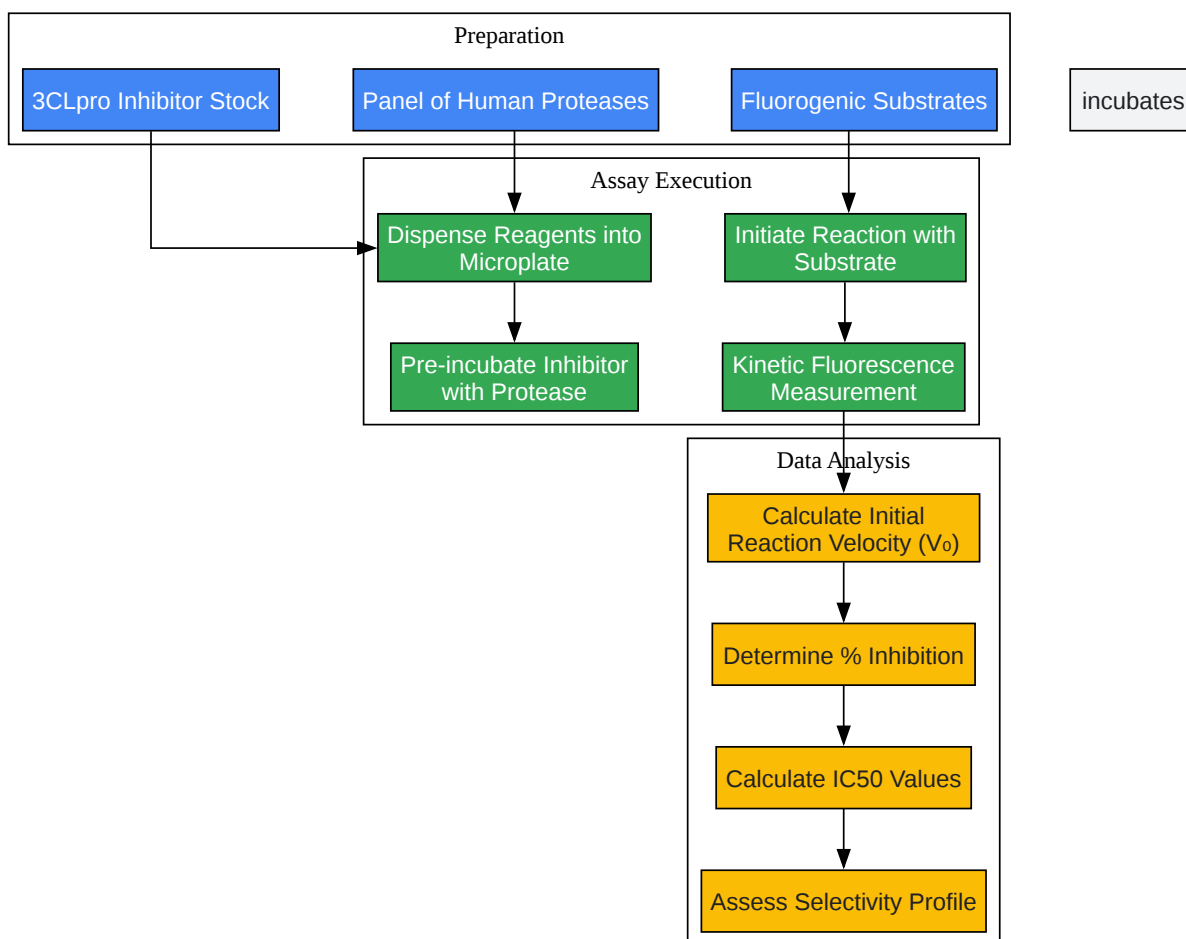 Preparation
3CLpro Inhibitor Stock
Panel of Human Proteases
Fluorogenic Substrates
incubates
Assay Execution
Dispense Reagents into
Microplate
Initiate Reaction with
Substrate
Pre-incubate Inhibitor
with Protease
Kinetic Fluorescence
Measurement
Data Analysis
Calculate Initial
Reaction Velocity (V₀)
Determine % Inhibition
Calculate IC50 Values
Assess Selectivity Profile